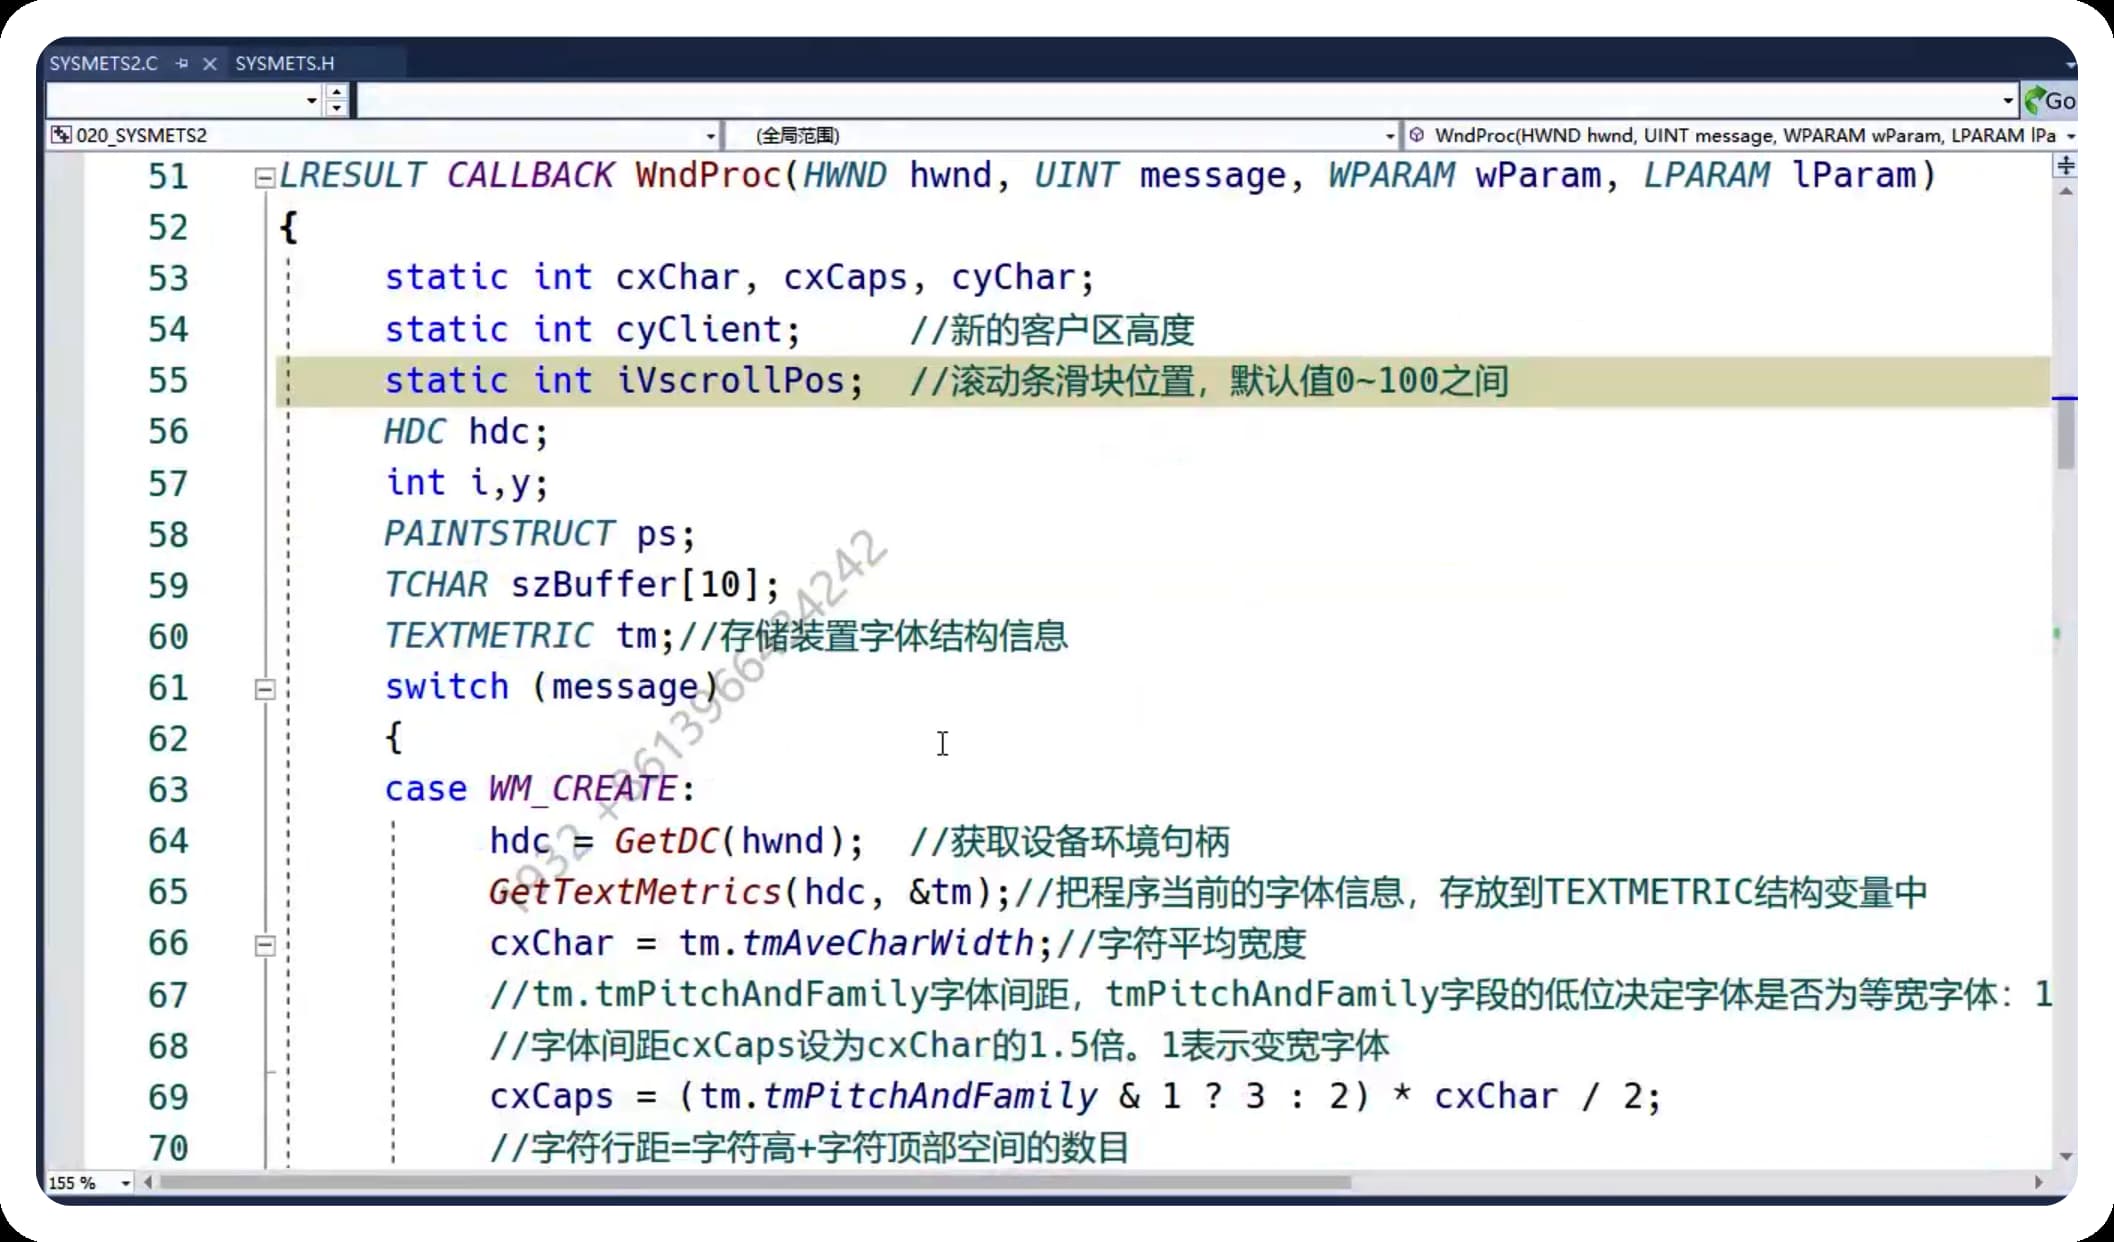 SYSMETS2.C SYSMETS.H
Go
020_SYSMETS2 (全局范围) WndProc(HWND hwnd, UINT message, WPARAM wParam, LPARAM lPa
51 LRESULT CALLBACK WndProc(HWND hwnd, UINT message, WPARAM wParam, LPARAM lParam)
52 {
53 static int cxChar, cxCaps, cyChar;
54 static int cyClient; //新的客户区高度
55 static int iVscrollPos; //滚动条滑块位置，默认值0~100之间
56 HDC hdc;
57 int i,y;
58 PAINTSTRUCT ps;
59 TCHAR szBuffer[10];
60 TEXTMETRIC tm;//存储装置字体结构信息
61 switch (message)
62 {
63 case WM_CREATE:
64 hdc = GetDC(hwnd); //获取设备环境句柄
65 GetTextMetrics(hdc, &tm);//把程序当前的字体信息，存放到TEXTMETRIC结构变量中
66 cxChar = tm.tmAveCharWidth;//字符平均宽度
67 //tm.tmPitchAndFamily字体间距，tmPitchAndFamily字段的低位决定字体是否为等宽字体：1
68 //字体间距cxCaps设为cxChar的1.5倍。1表示变宽字体
69 cxCaps = (tm.tmPitchAndFamily & 1 ? 3 : 2) * cxChar / 2;
70 //字符行距=字符高+字符顶部空间的数目
155 %